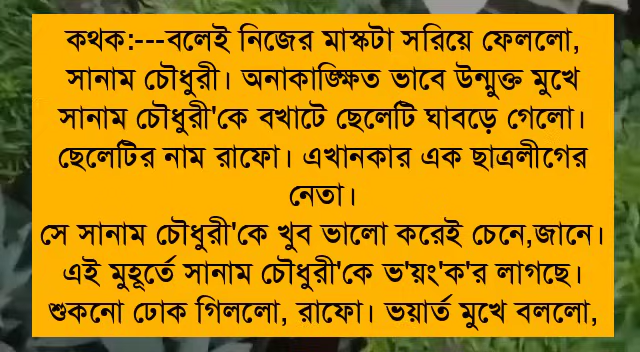 কথক:---বলেই নিজের মাস্কটা সরিয়ে ফেললো,
সানাম চৌধুরী। অনাকাঙ্ক্ষিত ভাবে উন্মুক্ত মুখে
সানাম চৌধুরী'কে বখাটে ছেলেটি ঘাবড়ে গেলো।
ছেলেটির নাম রাফো। এখানকার এক ছাত্রলীগের
নেতা।
সে সানাম চৌধুরী'কে খুব ভালো করেই চেনে,জানে।
এই মুহূর্তে সানাম চৌধুরী'কে ভ'য়ং'ক'র লাগছে।
শুকনো ঢোক গিললো, রাফো। ভয়ার্ত মুখে বললো,